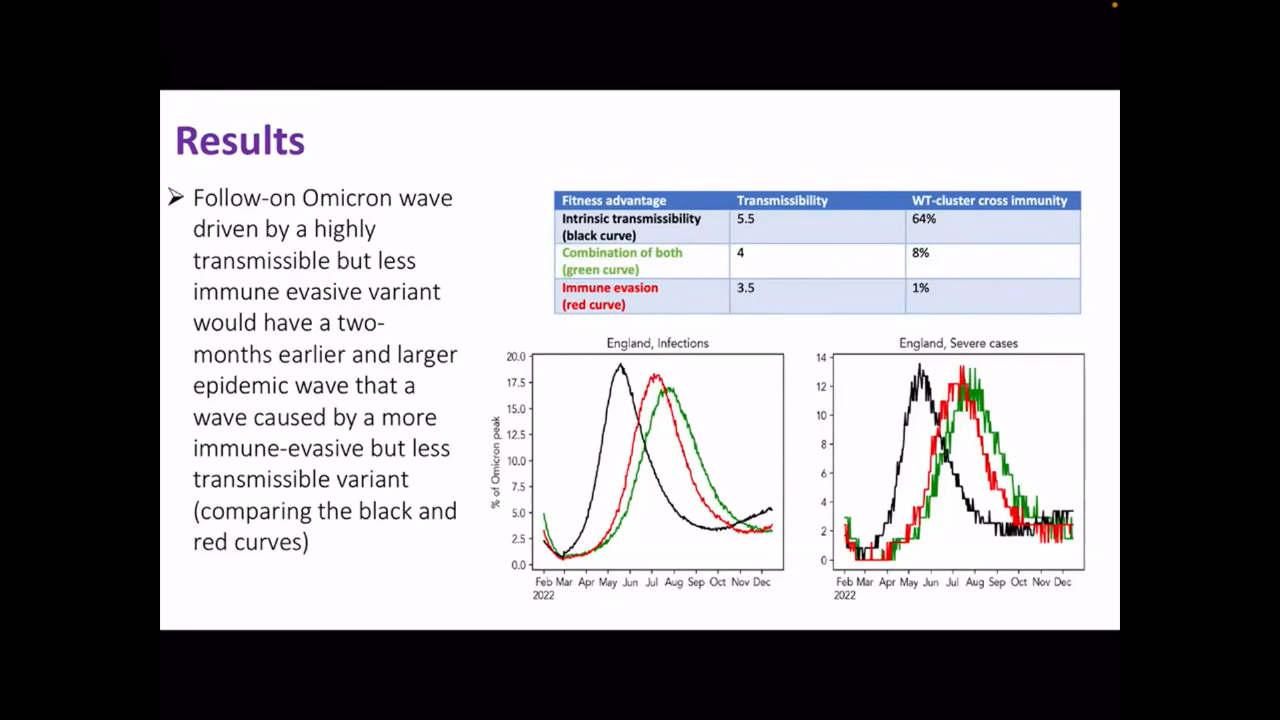 Results
➢ Follow-on Omicron wave
driven by a highly
transmissible but less
immune evasive variant
would have a two-
months earlier and larger
epidemic wave that a
wave caused by a more
immune-evasive but less
transmissible variant
(comparing the black and
red curves)
Fitness advantage Transmissibility WT-cluster cross immunity
Intrinsic transmissibility 5.5 64%
(black curve)
Combination of both 4 8%
(green curve)
Immune evasion 3.5 1%
(red curve)
England, Infections
% of Omicron peak
20.0
17.5
15.0
12.5
10.0
7.5
5.0
2.5
0.0
Feb Mar Apr May Jun Jul Aug Sep Oct Nov Dec
2022
England, Severe cases
14
12
10
8
6
4
2
0
Feb Mar Apr May Jun Jul Aug Sep Oct Nov Dec
2022